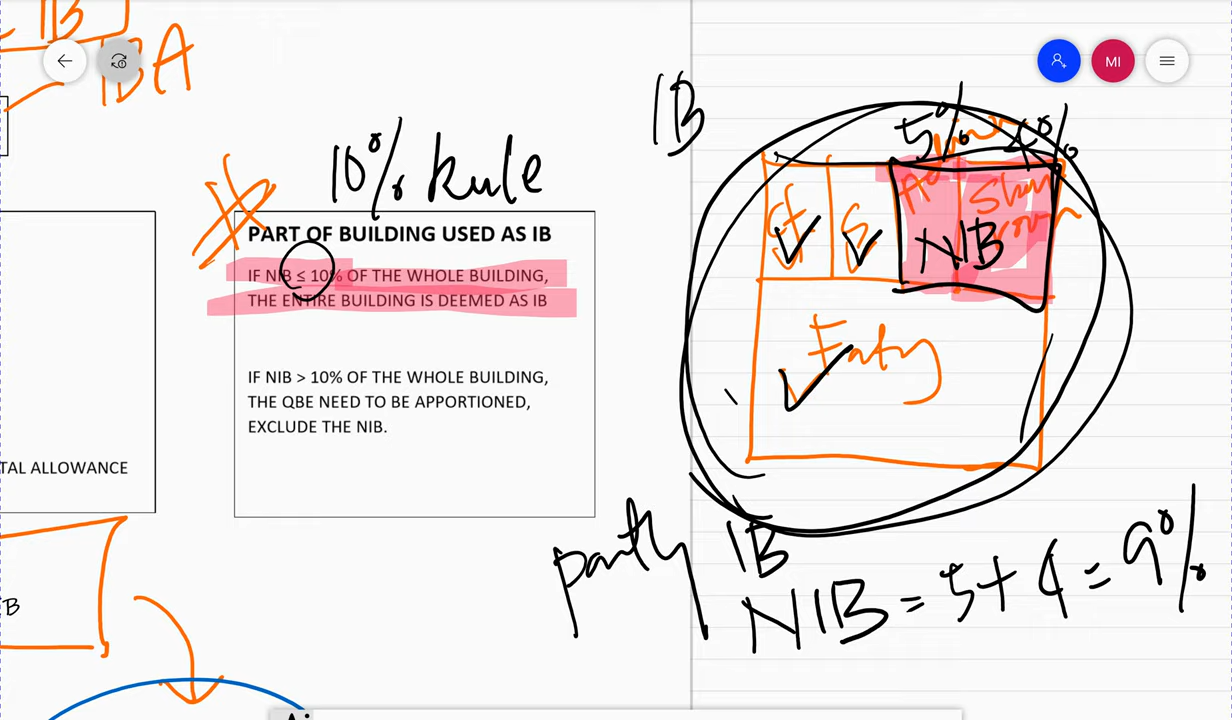 IB
IBA
10% Rule
PART OF BUILDING USED AS IB
IF NIB ≤ 10% OF THE WHOLE BUILDING,
THE ENTIRE BUILDING IS DEEMED AS IB
IF NIB > 10% OF THE WHOLE BUILDING,
THE QBE NEED TO BE APPORTIONED,
EXCLUDE THE NIB.
TAL ALLOWANCE
B
MI
IB
5% 4%
NIB
partly IB
NIB = 5 + 4 = 9%